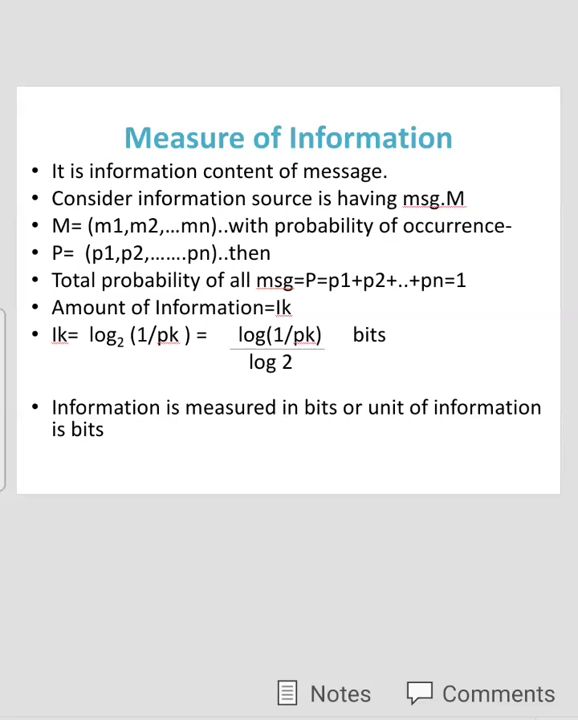 Measure of Information
• It is information content of message.
• Consider information source is having msg.M
• M= (m1,m2,...mn)..with probability of occurrence-
• P=  (p1,p2,.......pn)..then
• Total probability of all msg=P=p1+p2+..+pn=1
• Amount of Information=Ik
• Ik=  log₂ (1/pk ) =  log(1/pk)  bits
log 2
• Information is measured in bits or unit of information
is bits
Notes  Comments